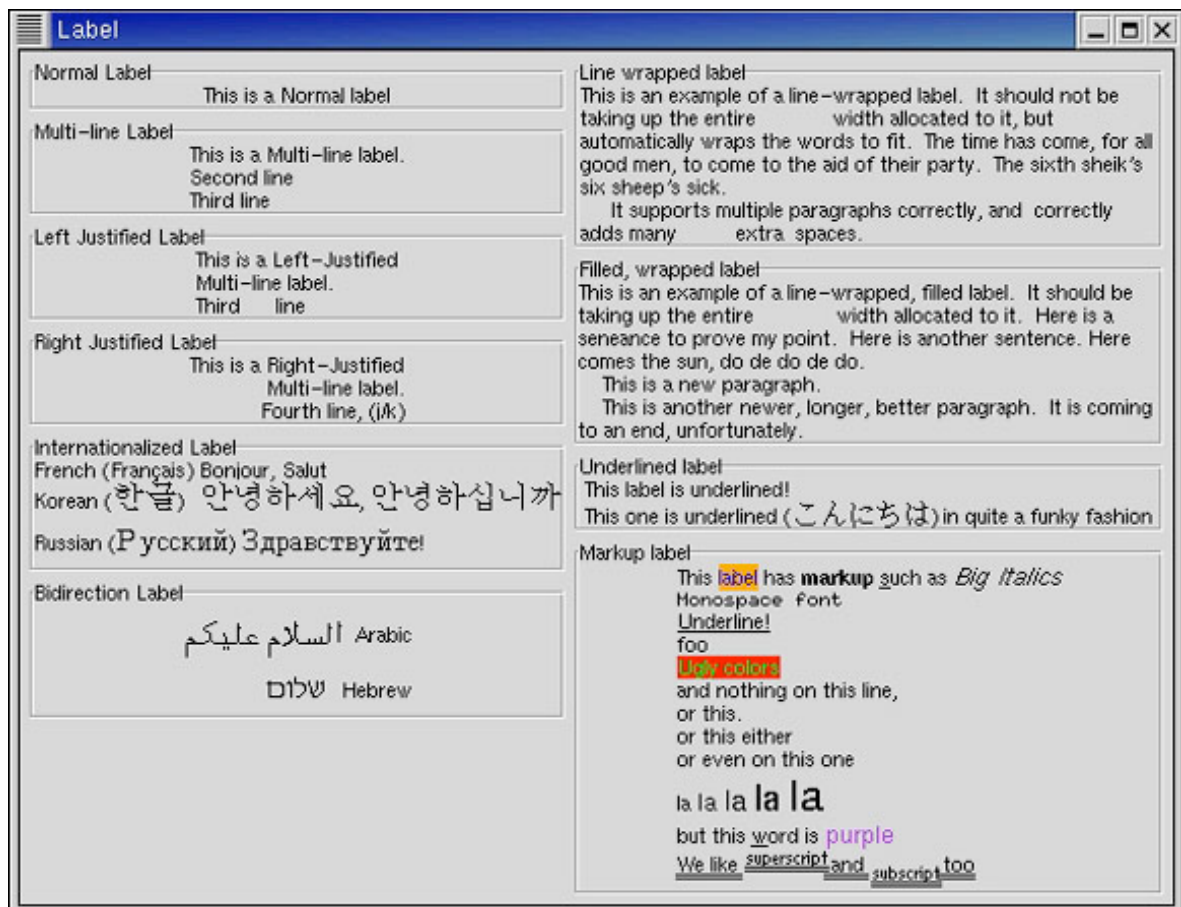 Label
Normal Label
This is a Normal label
Multi-line Label
This is a Multi-line label.
Second line
Third line
Left Justified Label
This is a Left-Justified
Multi-line label.
Third      line
Right Justified Label
This is a Right-Justified
Multi-line label.
Fourth line, (j/k)
Internationalized Label
French (Français) Bonjour, Salut
Korean (한글) 안녕하세요, 안녕하십니까
Russian (Русский) Здравствуйте!
Bidirection Label
السلام عليكم Arabic
שלום Hebrew
Line wrapped label
This is an example of a line-wrapped label.  It should not be
taking up the entire             width allocated to it, but
automatically wraps the words to fit.  The time has come, for all
good men, to come to the aid of their party.  The sixth sheik's
six sheep's sick.
It supports multiple paragraphs correctly, and  correctly
adds many          extra  spaces.
Filled, wrapped label
This is an example of a line-wrapped, filled label.  It should be
taking up the entire              width allocated to it.  Here is a
seneance to prove my point.  Here is another sentence. Here
comes the sun, do de do de do.
This is a new paragraph.
This is another newer, longer, better paragraph.  It is coming
to an end, unfortunately.
Underlined label
This label is underlined!
This one is underlined (こんにちは) in quite a funky fashion
Markup label
This label has markup such as Big Italics
Monospace font
Underline!
foo
Ugly colors
and nothing on this line,
or this.
or this either
or even on this one
la la la la la
but this word is purple
We like superscript and subscript too